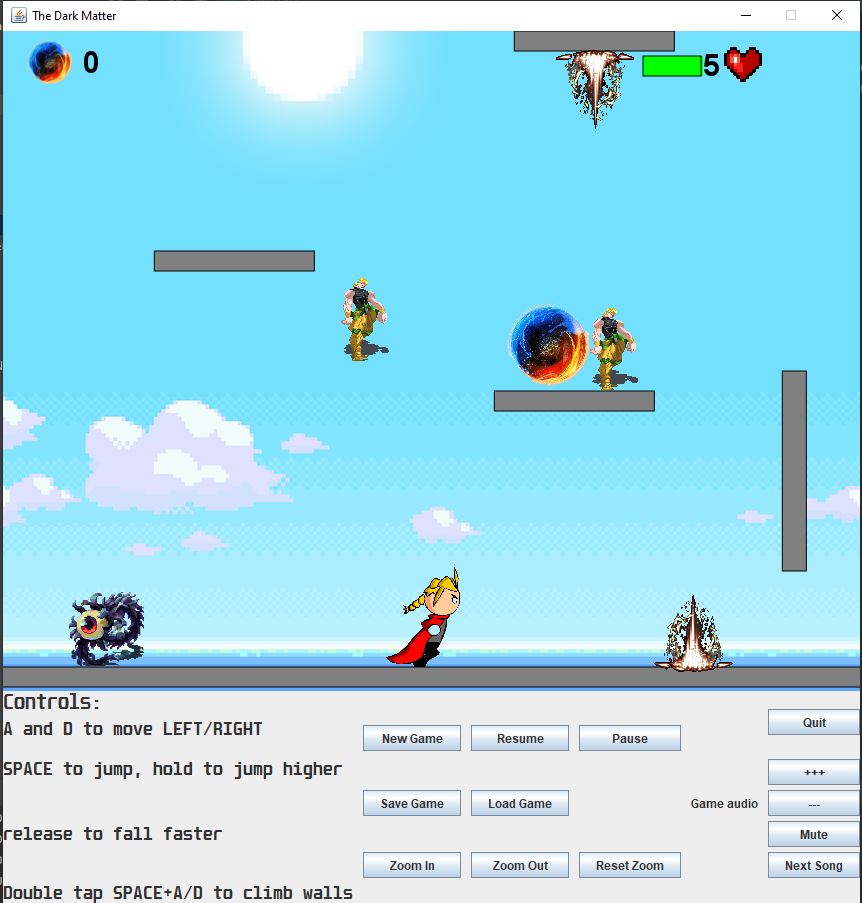 The Dark Matter
0
5
Controls:
A and D to move LEFT/RIGHT
New Game
Resume
Pause
Quit
SPACE to jump, hold to jump higher
+++
Save Game
Load Game
Game audio
---
release to fall faster
Mute
Zoom In
Zoom Out
Reset Zoom
Next Song
Double tap SPACE+A/D to climb walls